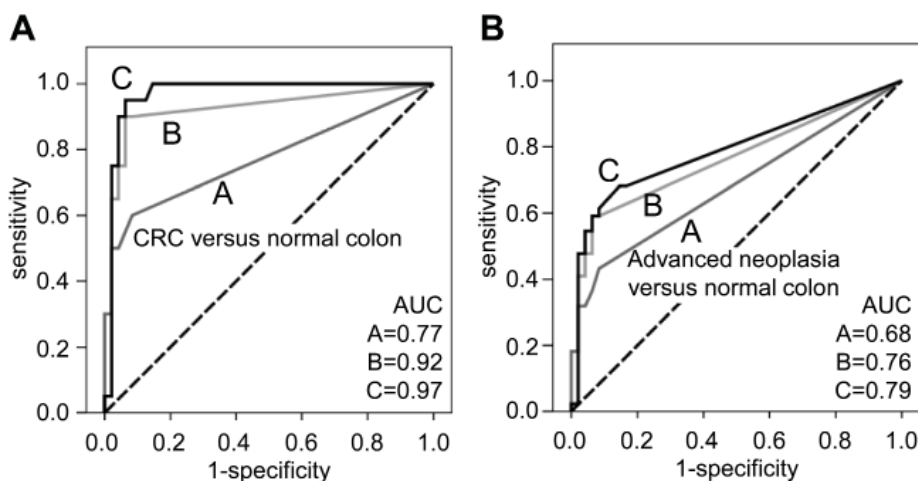 A
sensitivity
1.0
0.8
0.6
0.4
0.2
0.0
C
B
A
CRC versus normal colon
AUC
A=0.77
B=0.92
C=0.97
0.0 0.2 0.4 0.6 0.8 1.0
1-specificity
B
sensitivity
1.0
0.8
0.6
0.4
0.2
0.0
C
B
A
Advanced neoplasia
versus normal colon
AUC
A=0.68
B=0.76
C=0.79
0.0 0.2 0.4 0.6 0.8 1.0
1-specificity